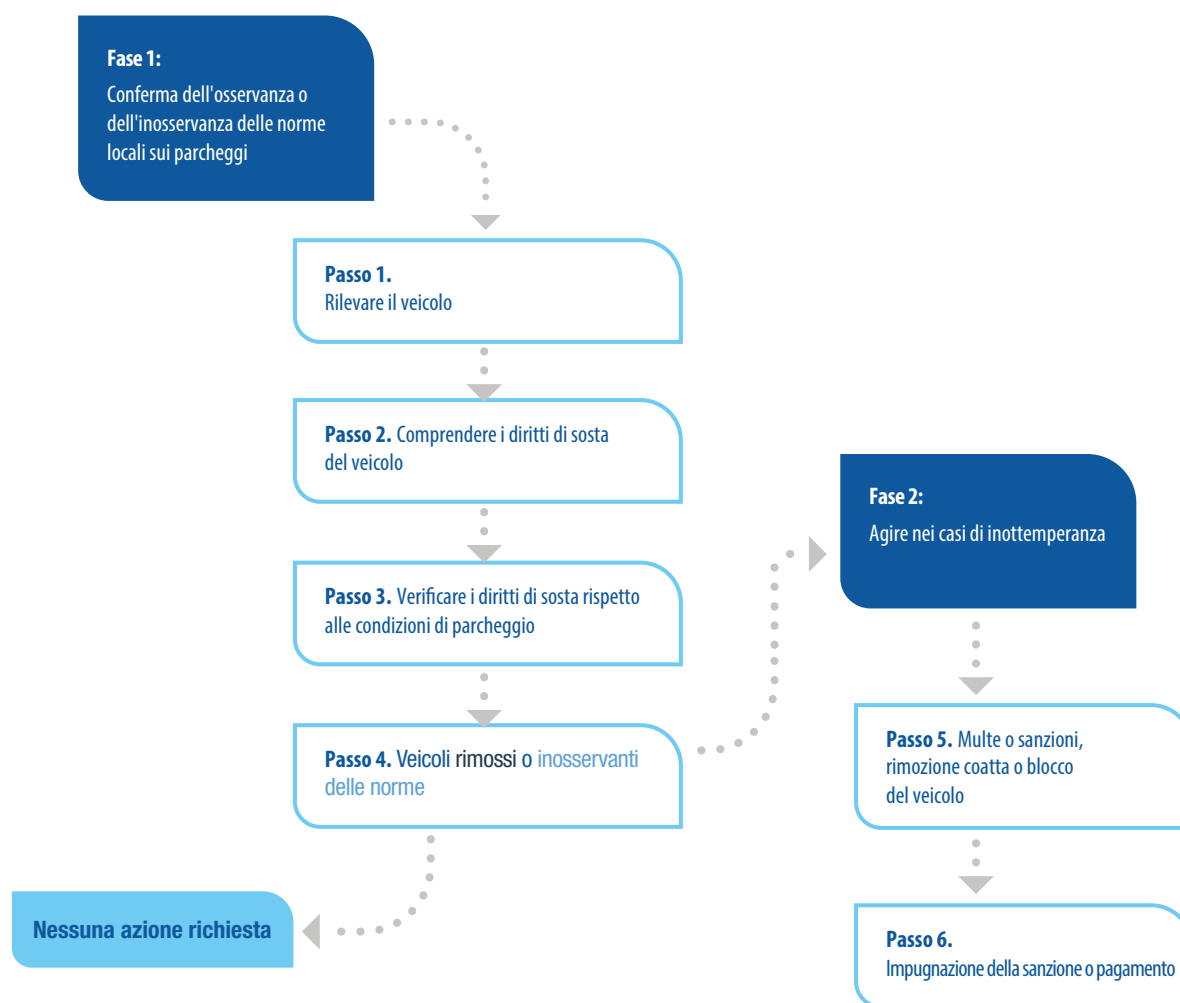 Fase 1:
Conferma dell'osservanza o
dell'inosservanza delle norme
locali sui parcheggi
Passo 1.
Rilevare il veicolo
Passo 2. Comprendere i diritti di sosta
del veicolo
Passo 3. Verificare i diritti di sosta rispetto
alle condizioni di parcheggio
Passo 4. Veicoli rimossi o inosservanti
delle norme
Nessuna azione richiesta
Fase 2:
Agire nei casi di inottemperanza
Passo 5. Multe o sanzioni,
rimozione coatta o blocco
del veicolo
Passo 6.
Impugnazione della sanzione o pagamento